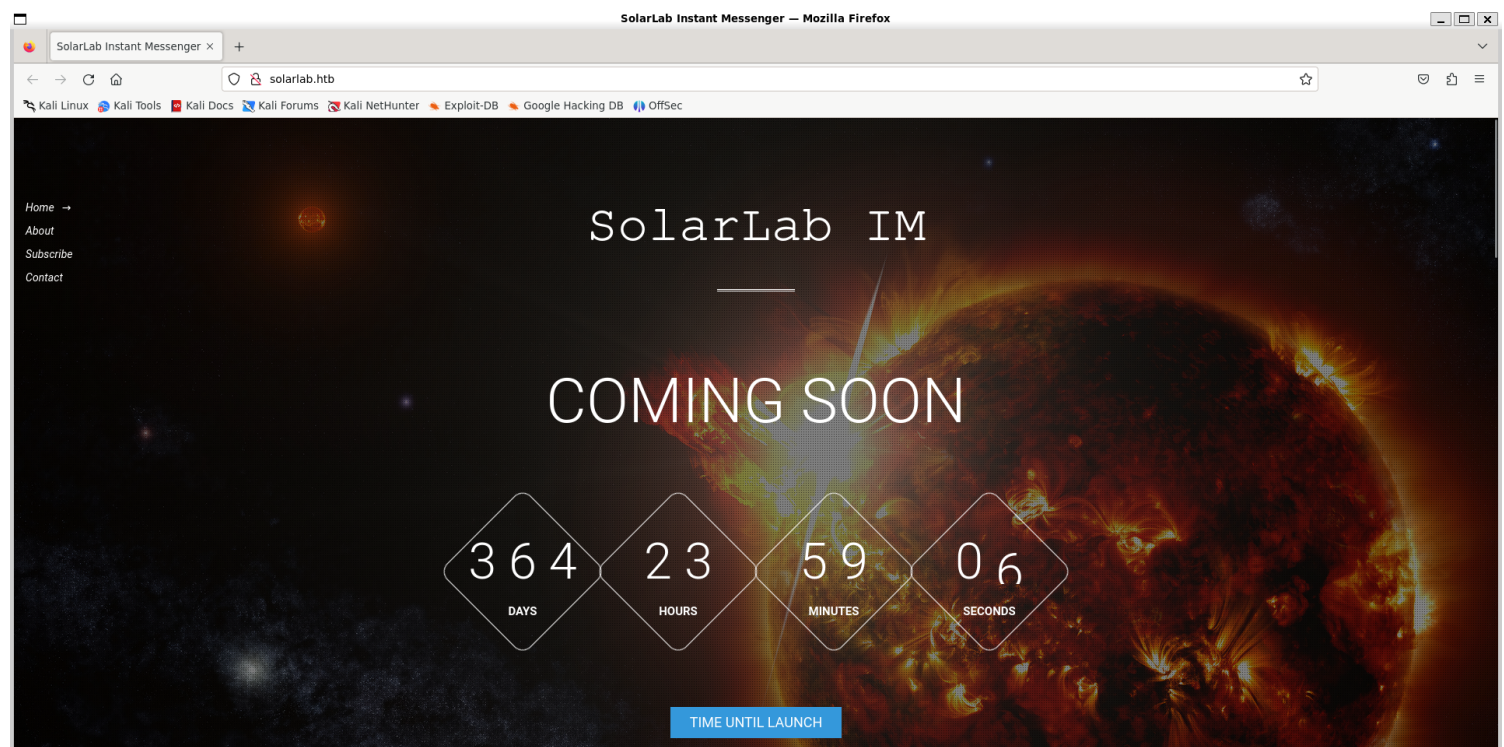 SolarLab Instant Messenger — Mozilla Firefox
SolarLab Instant Messenger ×
solarlab.htb
Kali Linux Kali Tools Kali Docs Kali Forums Kali NetHunter Exploit-DB Google Hacking DB OffSec
Home →
About
Subscribe
Contact
SolarLab IM
COMING SOON
364 23 59 06
DAYS HOURS MINUTES SECONDS
TIME UNTIL LAUNCH